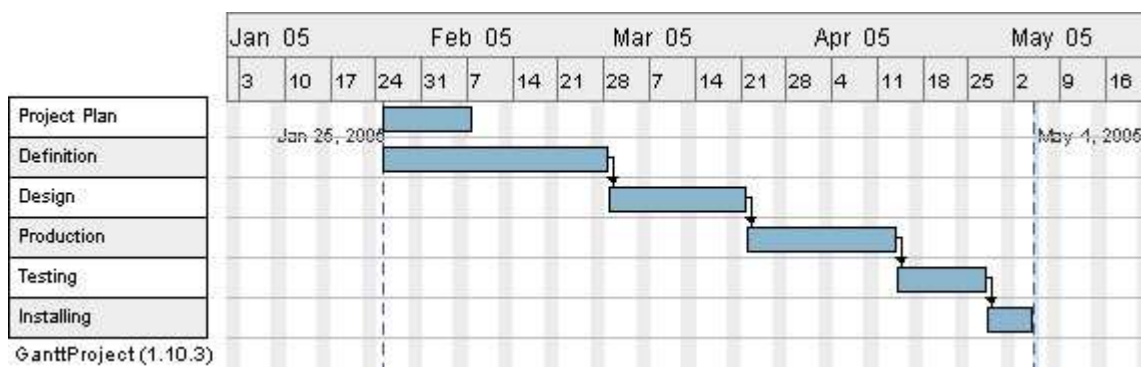 Jan 05 Feb 05 Mar 05 Apr 05 May 05
3 10 17 24 31 7 14 21 28 7 14 21 28 4 11 18 25 2 9 16
Project Plan
Jan 25, 2005 May 4, 2005
Definition
Design
Production
Testing
Installing
GanttProject (1.10.3)